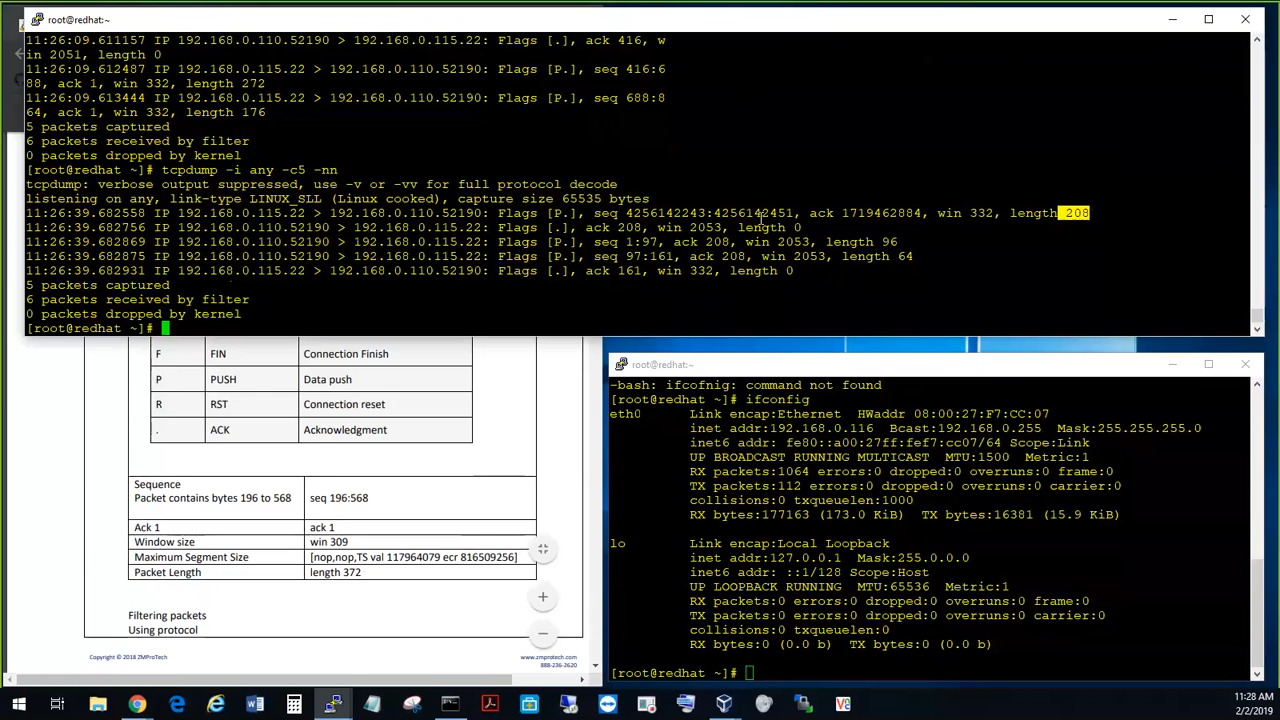 root@redhat:~
11:26:09.611157 IP 192.168.0.110.52190 > 192.168.0.115.22: Flags [.], ack 416, w
in 2051, length 0
11:26:09.612487 IP 192.168.0.115.22 > 192.168.0.110.52190: Flags [P.], seq 416:6
88, ack 1, win 332, length 272
11:26:09.613444 IP 192.168.0.115.22 > 192.168.0.110.52190: Flags [P.], seq 688:8
64, ack 1, win 332, length 176
5 packets captured
6 packets received by filter
0 packets dropped by kernel
[root@redhat ~]# tcpdump -i any -c5 -nn
tcpdump: verbose output suppressed, use -v or -vv for full protocol decode
listening on any, link-type LINUX_SLL (Linux cooked), capture size 65535 bytes
11:26:39.682558 IP 192.168.0.115.22 > 192.168.0.110.52190: Flags [P.], seq 4256142243:4256142451, ack 1719462884, win 332, length 208
11:26:39.682756 IP 192.168.0.110.52190 > 192.168.0.115.22: Flags [.], ack 208, win 2053, length 0
11:26:39.682869 IP 192.168.0.110.52190 > 192.168.0.115.22: Flags [P.], seq 1:97, ack 208, win 2053, length 96
11:26:39.682875 IP 192.168.0.110.52190 > 192.168.0.115.22: Flags [P.], seq 97:161, ack 208, win 2053, length 64
11:26:39.682931 IP 192.168.0.115.22 > 192.168.0.110.52190: Flags [.], ack 161, win 332, length 0
5 packets captured
6 packets received by filter
0 packets dropped by kernel
[root@redhat ~]#
F FIN Connection Finish
P PUSH Data push
R RST Connection reset
. ACK Acknowledgment
Sequence
Packet contains bytes 196 to 568 seq 196:568
Ack 1 ack 1
Window size win 309
Maximum Segment Size [nop,nop,TS val 117964079 ecr 816509256]
Packet Length length 372
Filtering packets
Using protocol
Copyright © 2018 ZMProTech www.zmprotech.com
888-236-2620
root@redhat:~
-bash: ifcofnig: command not found
[root@redhat ~]# ifconfig
eth0 Link encap:Ethernet HWaddr 08:00:27:F7:CC:07
inet addr:192.168.0.116 Bcast:192.168.0.255 Mask:255.255.255.0
inet6 addr: fe80::a00:27ff:fef7:cc07/64 Scope:Link
UP BROADCAST RUNNING MULTICAST MTU:1500 Metric:1
RX packets:1064 errors:0 dropped:0 overruns:0 frame:0
TX packets:112 errors:0 dropped:0 overruns:0 carrier:0
collisions:0 txqueuelen:1000
RX bytes:177163 (173.0 KiB) TX bytes:16381 (15.9 KiB)
lo Link encap:Local Loopback
inet addr:127.0.0.1 Mask:255.0.0.0
inet6 addr: ::1/128 Scope:Host
UP LOOPBACK RUNNING MTU:65536 Metric:1
RX packets:0 errors:0 dropped:0 overruns:0 frame:0
TX packets:0 errors:0 dropped:0 overruns:0 carrier:0
collisions:0 txqueuelen:0
RX bytes:0 (0.0 b) TX bytes:0 (0.0 b)
[root@redhat ~]#
11:28 AM
2/2/2019